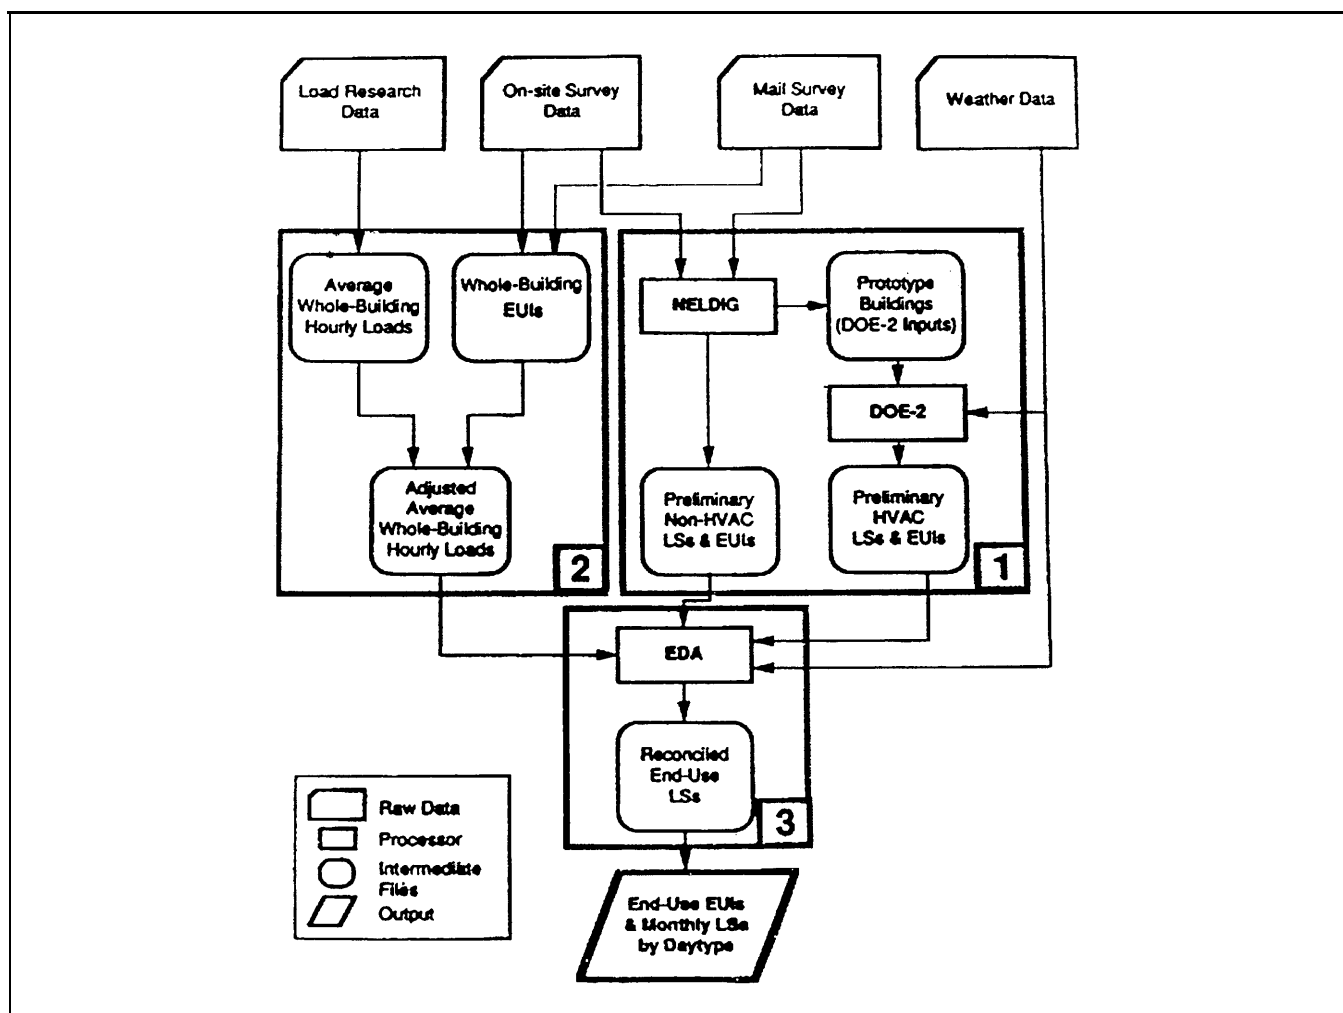 Load Research
Data
On-site Survey
Data
Mail Survey
Data
Weather Data
Average
Whole-Building
Hourly Loads
Whole-Building
EUIs
NELDIG
Prototype
Buildings
(DOE-2 Inputs)
DOE-2
Adjusted
Average
Whole-Building
Hourly Loads
2
Preliminary
Non-HVAC
LSs & EUIs
Preliminary
HVAC
LSs & EUIs
1
EDA
Reconciled
End-Use
LSs
3
Raw Data
Processor
Intermediate
Files
Output
End-Use EUIs
& Monthly LSs
by Daytype